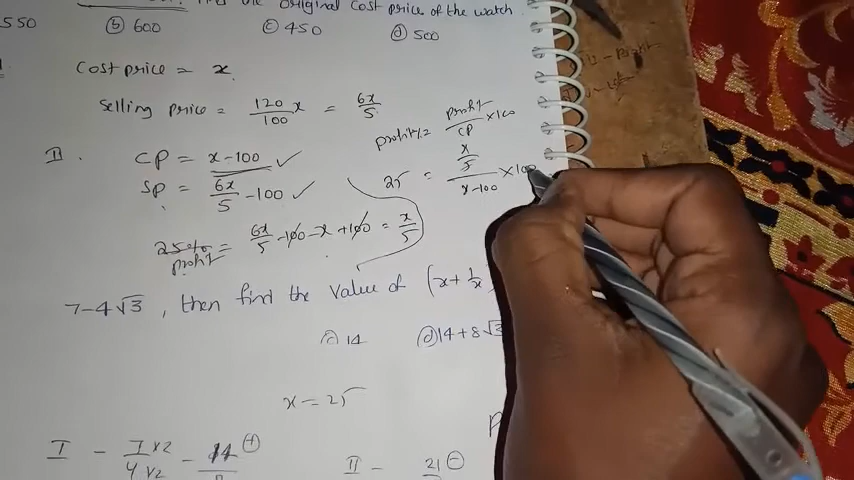 the original cost price of the watch
550 (b) 600 (c) 450 (d) 500
Cost price = x
Selling price = 120/100 x = 6x/5
profit% = profit/CP ×100
II. CP = x-100 ✓
SP = 6x/5 -100 ✓
25 = (x/5)/(x-100) ×100
25% profit = 6x/5 -100 -x +100 = x/5
7-4√3 , then find the value of (x+1/x
(c) 14 (d) 14+8√3
x = 25
I - 7×2/4×2 - 14 (+)
II - 21 (-)